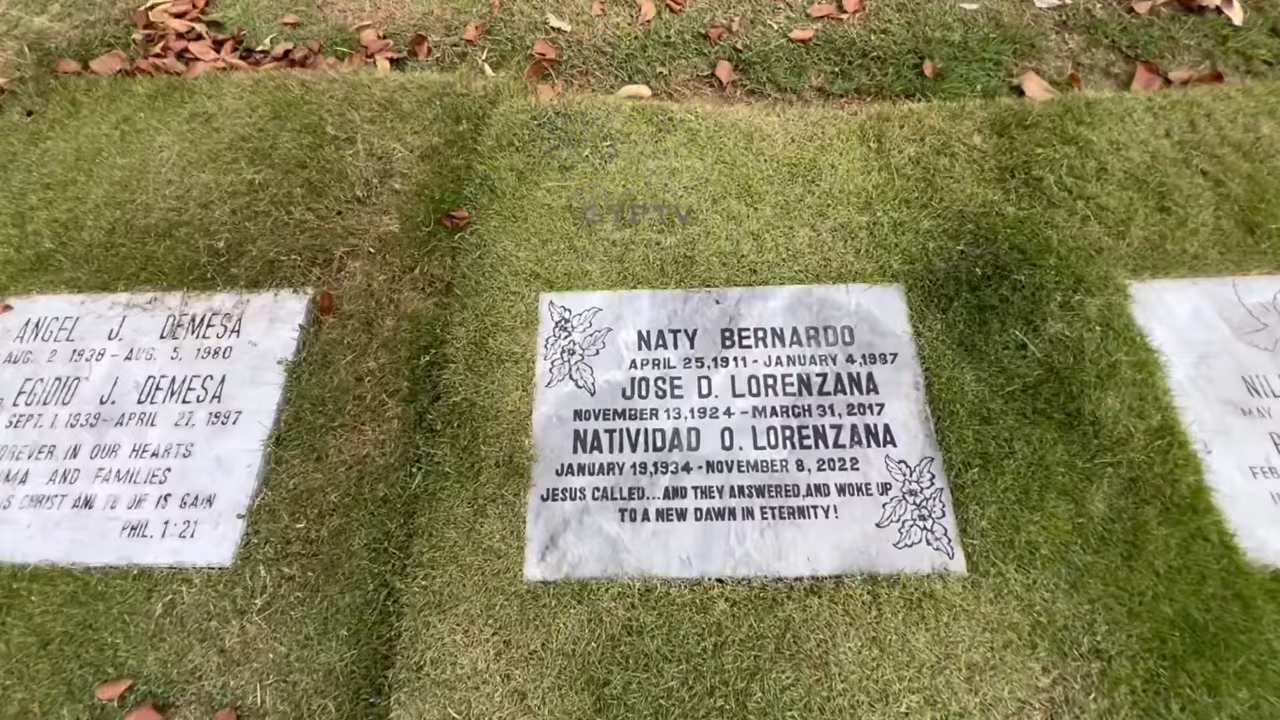 ANGEL J. DEMESA
AUG. 2 1938 - AUG. 5, 1980
EGIDIO J. DEMESA
SEPT. 1, 1939 - APRIL 27, 1997
FOREVER IN OUR HEARTS
AND FAMILIES
CHRIST AND TO DIE IS GAIN
PHIL. 1:21
NATY BERNARDO
APRIL 25,1911 - JANUARY 4,1987
JOSE D. LORENZANA
NOVEMBER 13,1924 - MARCH 31, 2017
NATIVIDAD O. LORENZANA
JANUARY 19,1934 - NOVEMBER 8, 2022
JESUS CALLED...AND THEY ANSWERED,AND WOKE UP
TO A NEW DAWN IN ETERNITY!
MAY
FEB